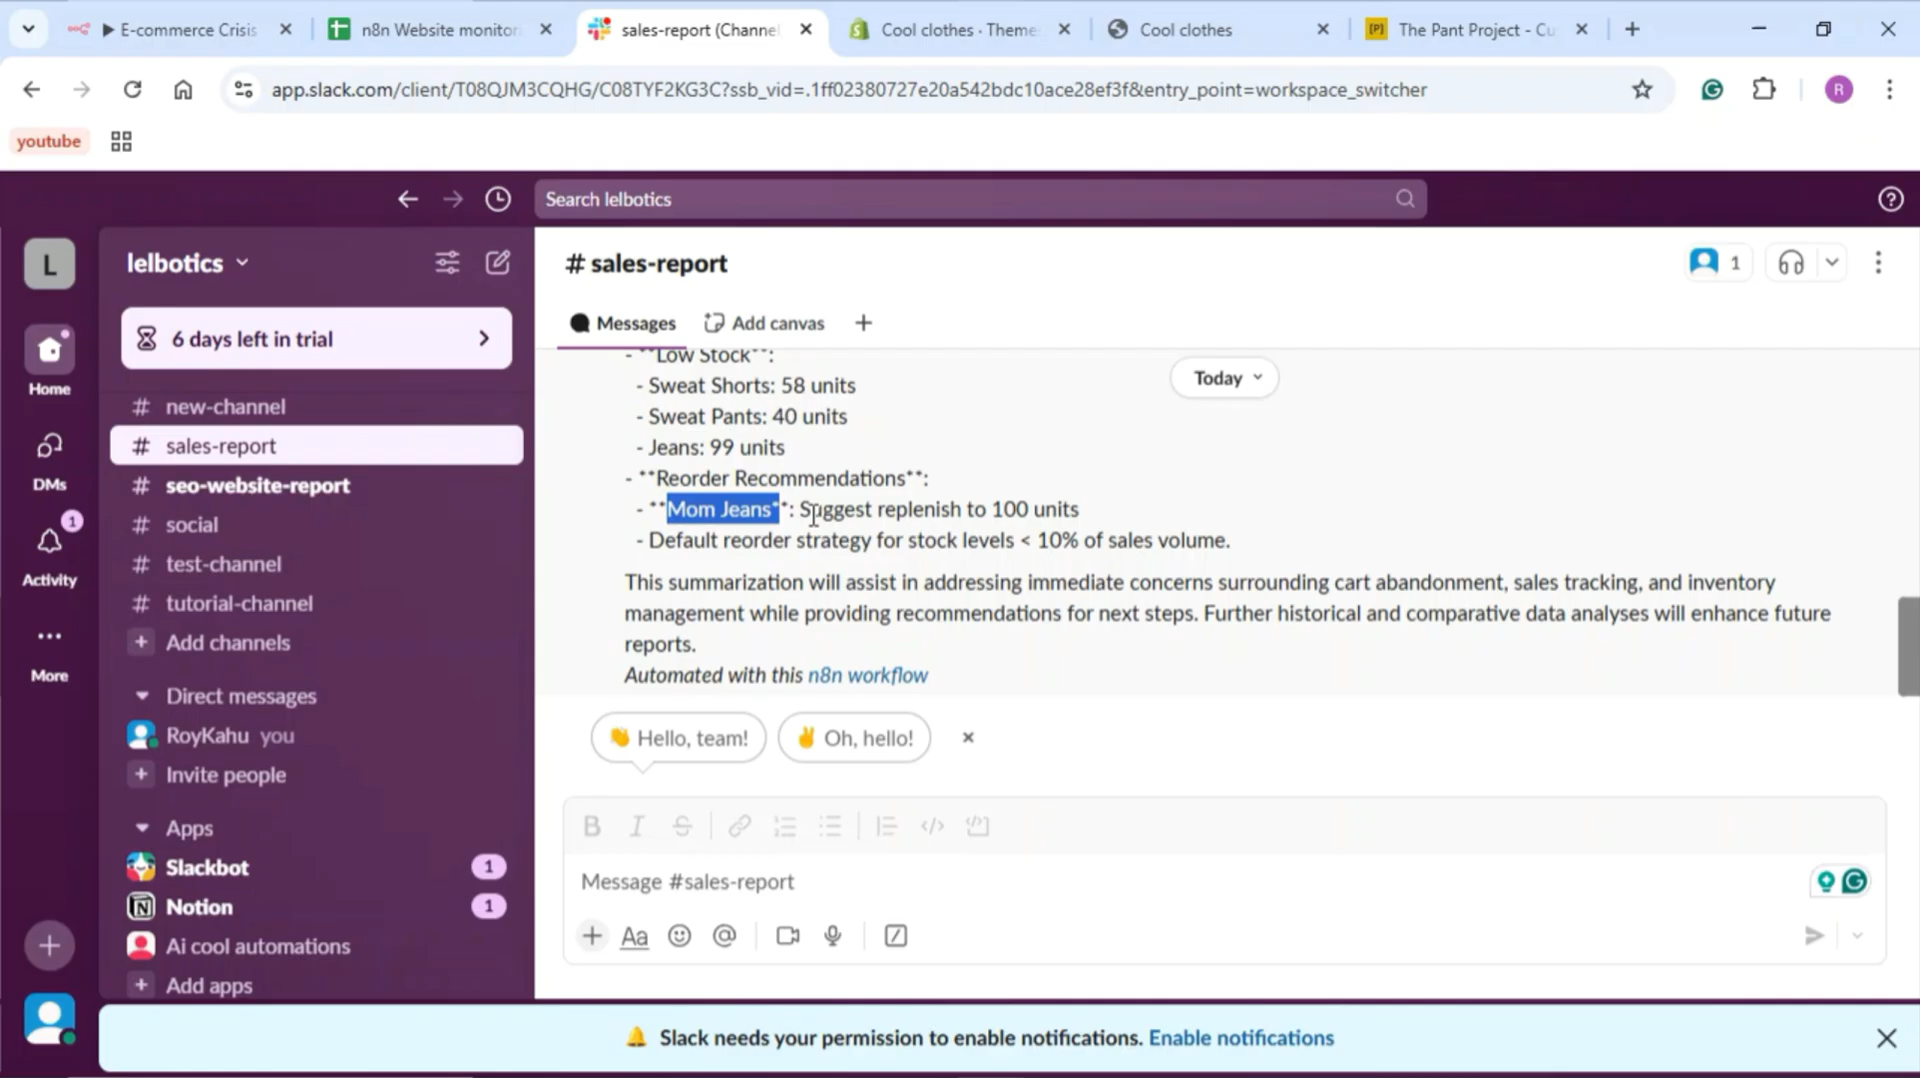 E-commerce Crisis
n8n Website monitor
sales-report (Channel
Cool clothes · Theme
Cool clothes
The Pant Project - Cu
app.slack.com/client/T08QJM3CQHG/C08TYF2KG3C?ssb_vid=.1ff02380727e20a542bdc10ace28ef3f&entry_point=workspace_switcher
R
youtube
Search lelbotics
L
lelbotics
# sales-report
1
6 days left in trial
Messages
Add canvas
Home
DMs
Activity
1
More
# new-channel
# sales-report
# seo-website-report
# social
# test-channel
# tutorial-channel
+ Add channels
Direct messages
RoyKahu you
+ Invite people
Apps
Slackbot 1
Notion 1
Ai cool automations
+ Add apps
Today
- **Low Stock**:
- Sweat Shorts: 58 units
- Sweat Pants: 40 units
- Jeans: 99 units
- **Reorder Recommendations**:
- **Mom Jeans**: Suggest replenish to 100 units
- Default reorder strategy for stock levels < 10% of sales volume.
This summarization will assist in addressing immediate concerns surrounding cart abandonment, sales tracking, and inventory
management while providing recommendations for next steps. Further historical and comparative data analyses will enhance future
reports.
Automated with this n8n workflow
👋 Hello, team!
✌ Oh, hello!
Message #sales-report
Aa
Slack needs your permission to enable notifications. Enable notifications